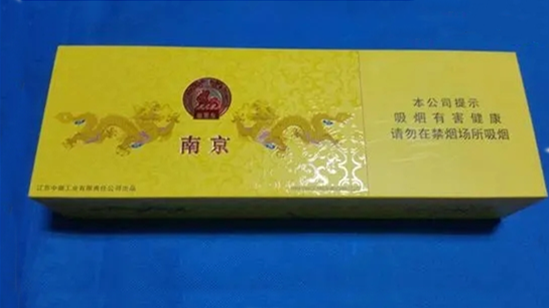 南京
江苏中烟工业有限责任公司出品
本公司提示
吸烟有害健康
请勿在禁烟场所吸烟